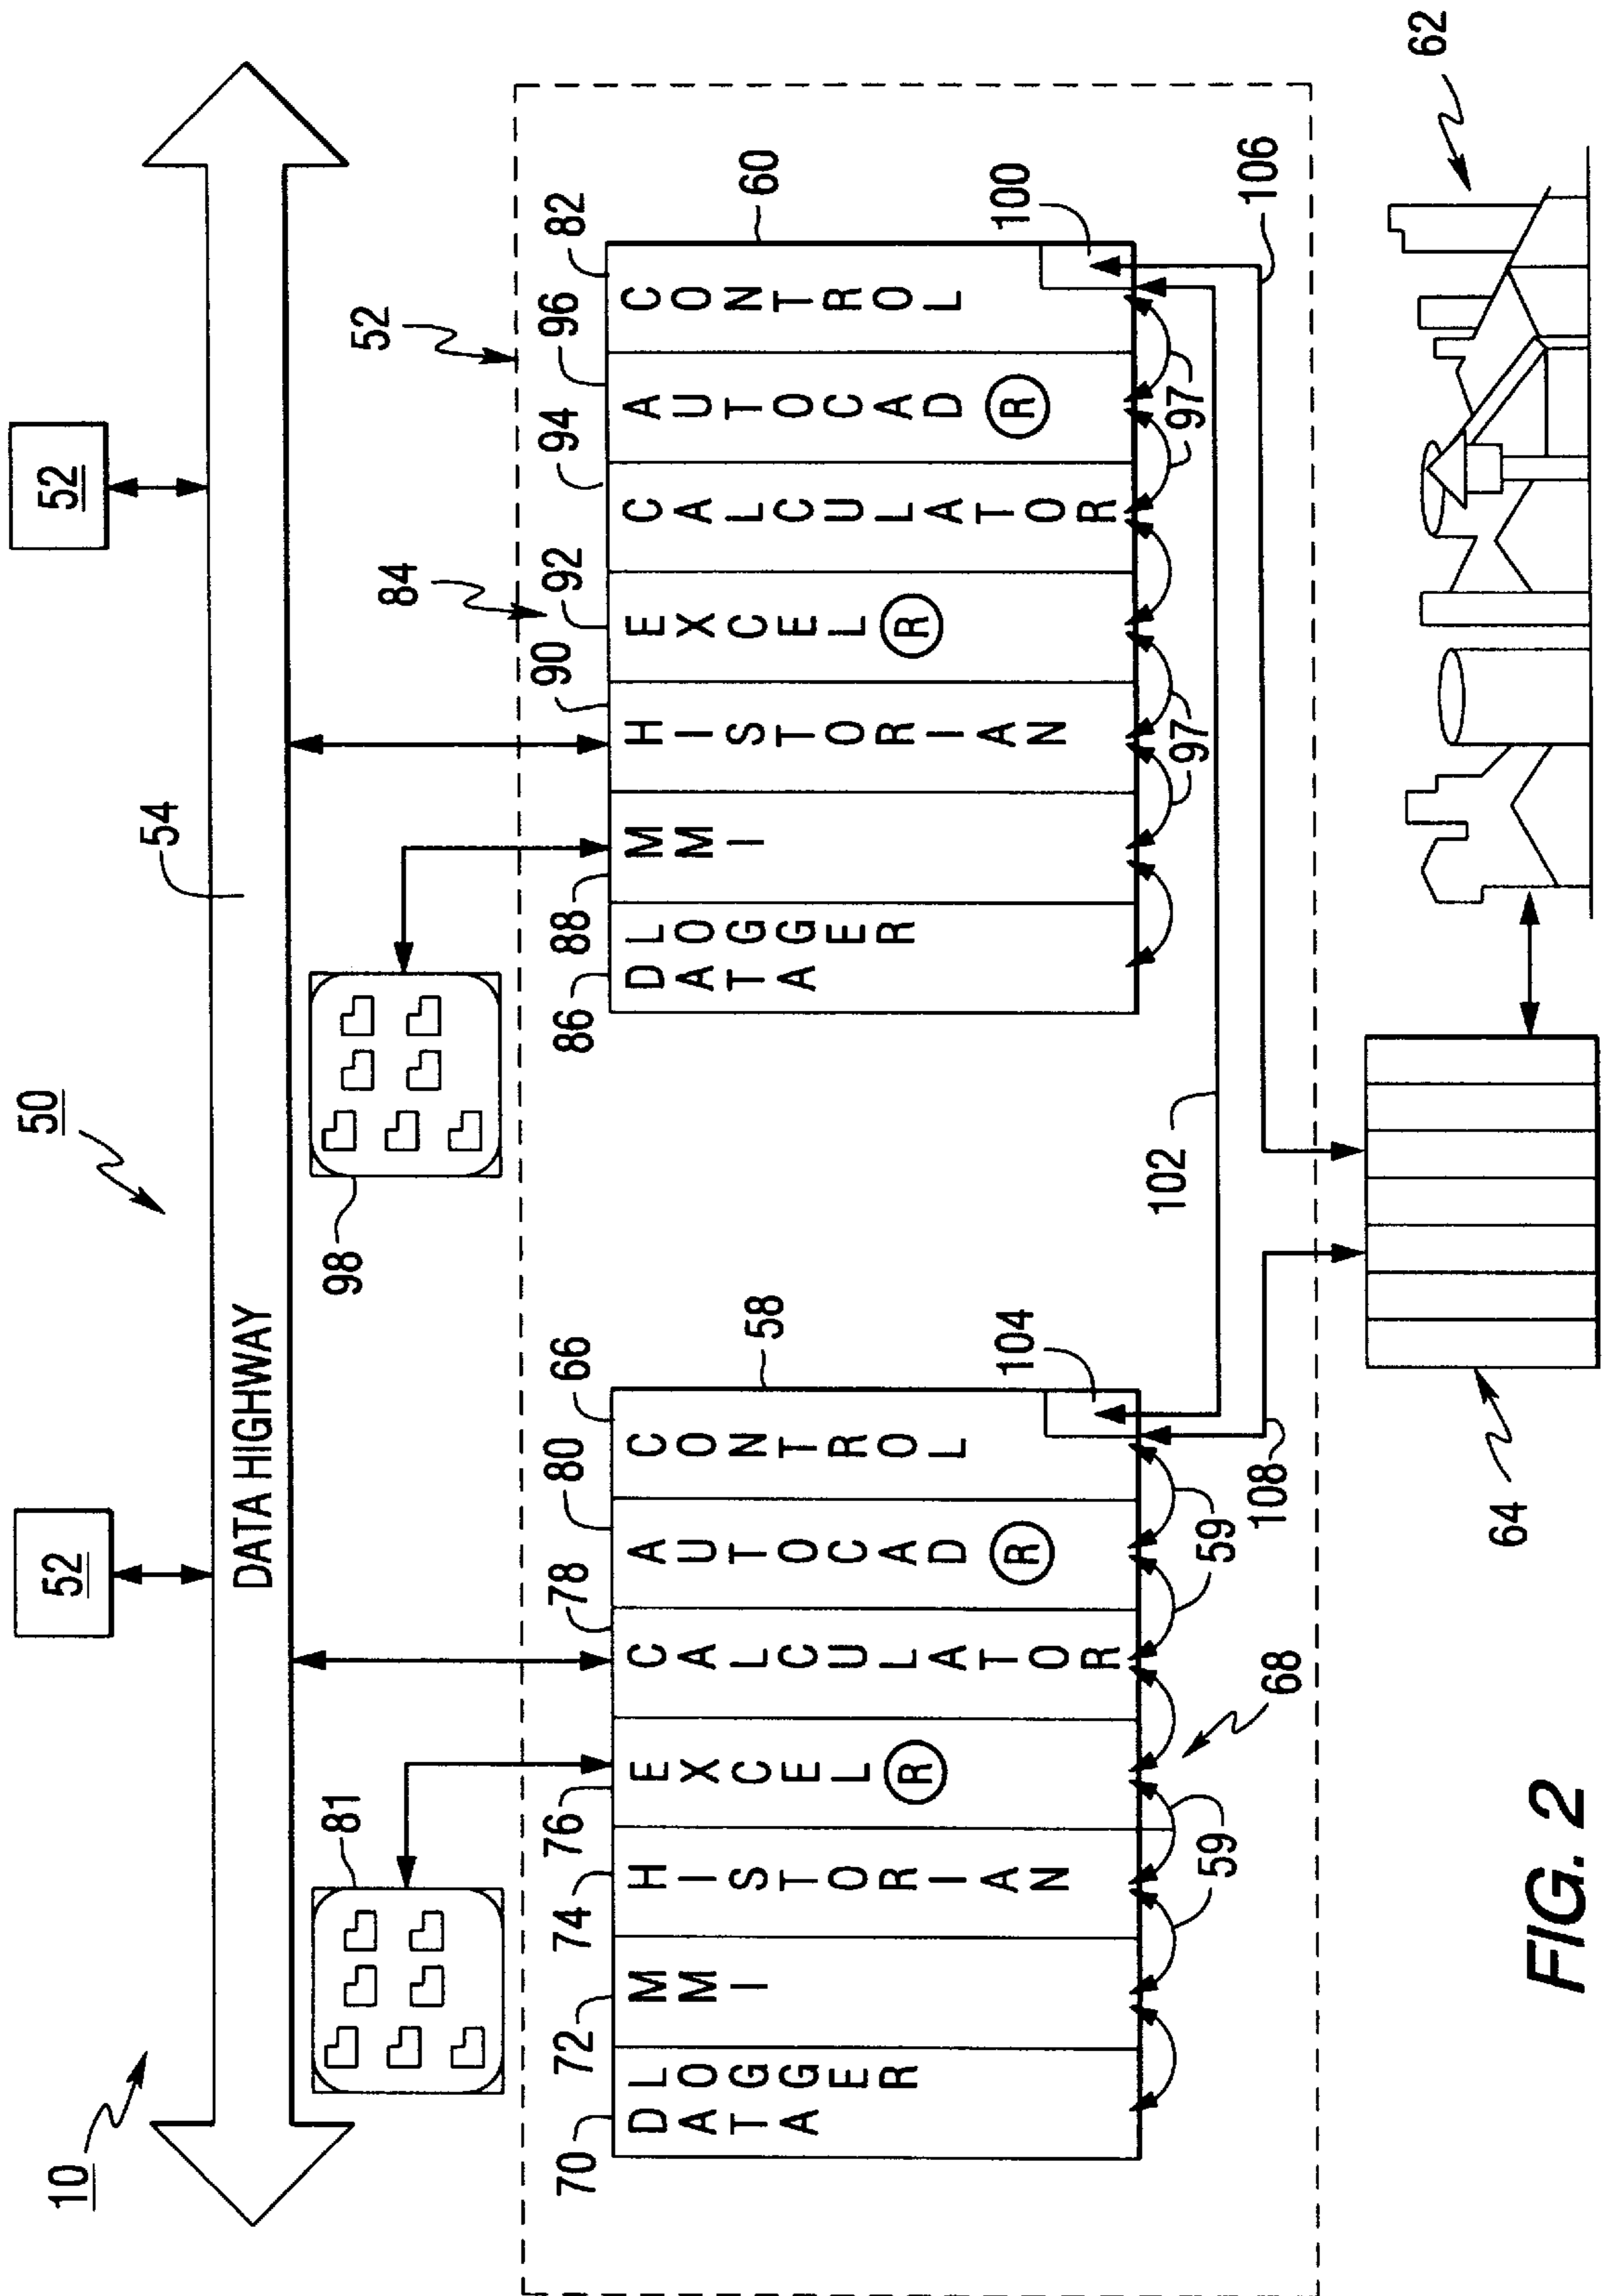 10
50
52
52
54
DATA HIGHWAY
81
98
52
84
70
72
74
76
78
80
66
58
DATA LOGGER
MMI
HISTORIAN
EXCEL ®
CALCULATOR
AUTOCAD ®
CONTROL
104
59
59
68
108
86
88
90
92
94
96
82
60
DATA LOGGER
MMI
HISTORIAN
EXCEL ®
CALCULATOR
AUTOCAD ®
CONTROL
100
97
97
102
106
64
62
FIG. 2